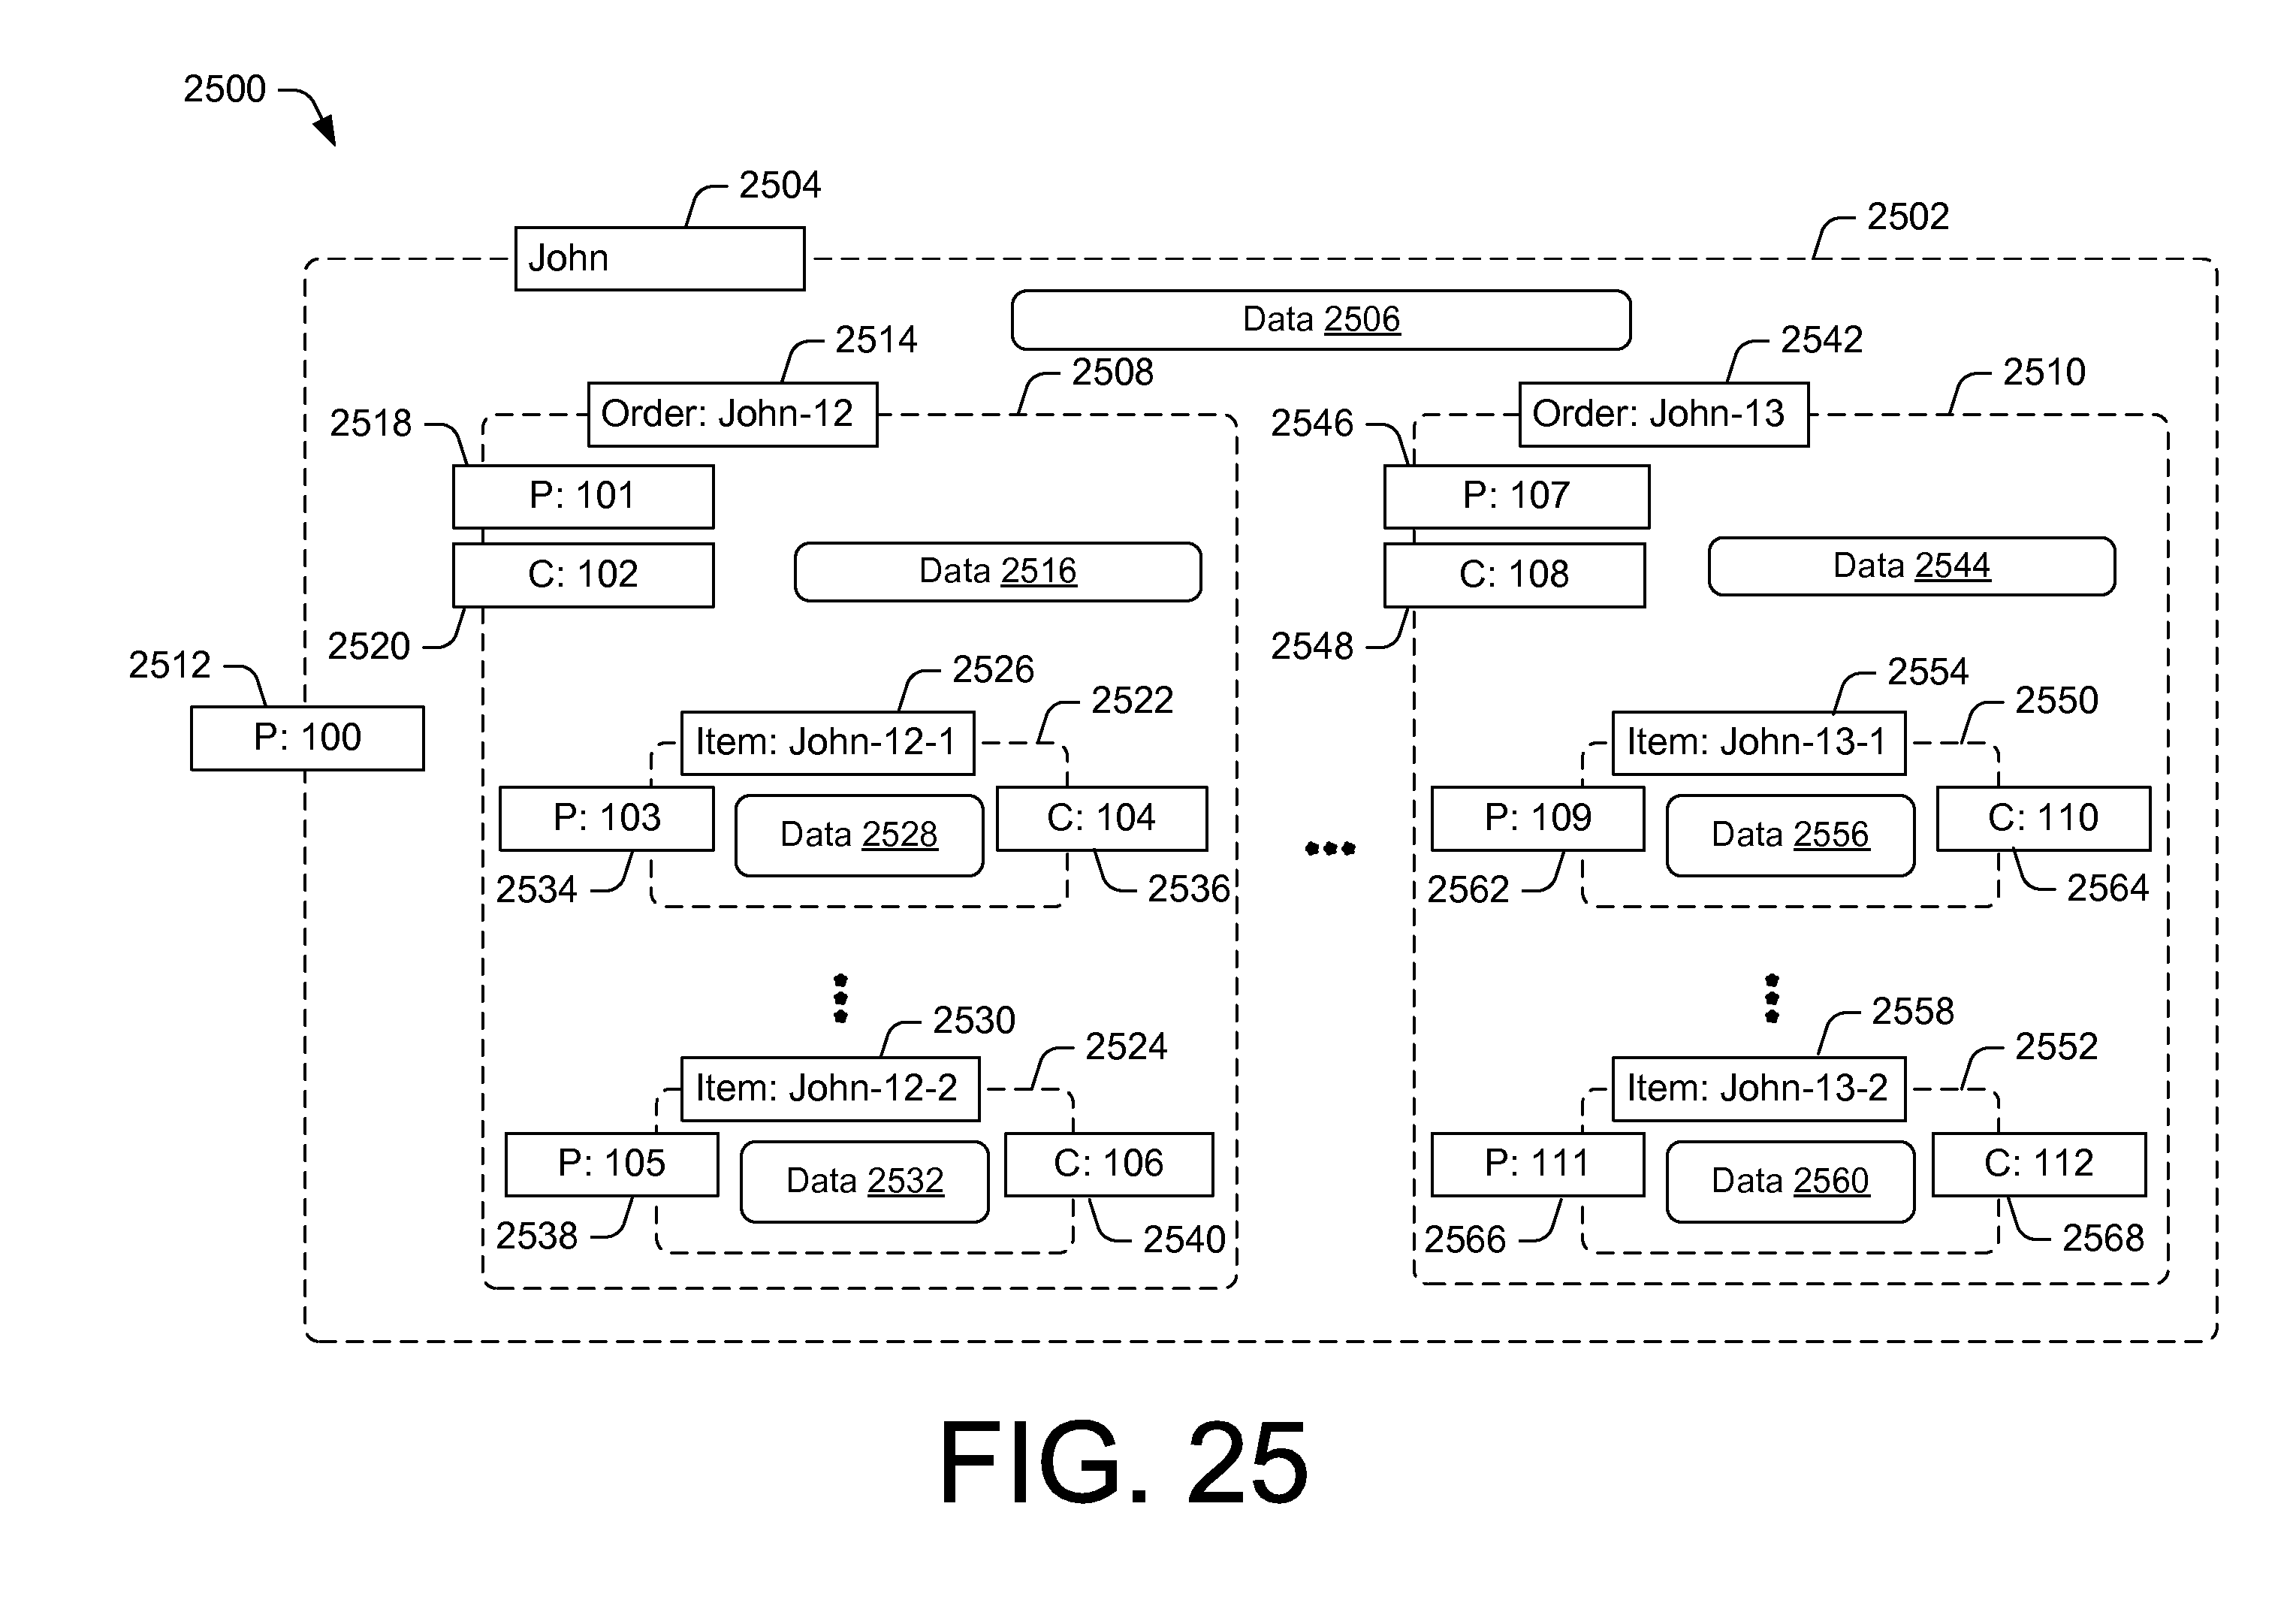 2500
2504
John
2502
Data 2506
2514
2542
2508
2510
Order: John-12
Order: John-13
2518
2546
P: 101
P: 107
C: 102
C: 108
Data 2516
Data 2544
2520
2548
2512
P: 100
2526
2522
2554
2550
Item: John-12-1
Item: John-13-1
P: 103
Data 2528
C: 104
P: 109
Data 2556
C: 110
2534
2536
2562
2564
2530
2524
2558
2552
Item: John-12-2
Item: John-13-2
P: 105
Data 2532
C: 106
P: 111
Data 2560
C: 112
2538
2540
2566
2568
FIG. 25